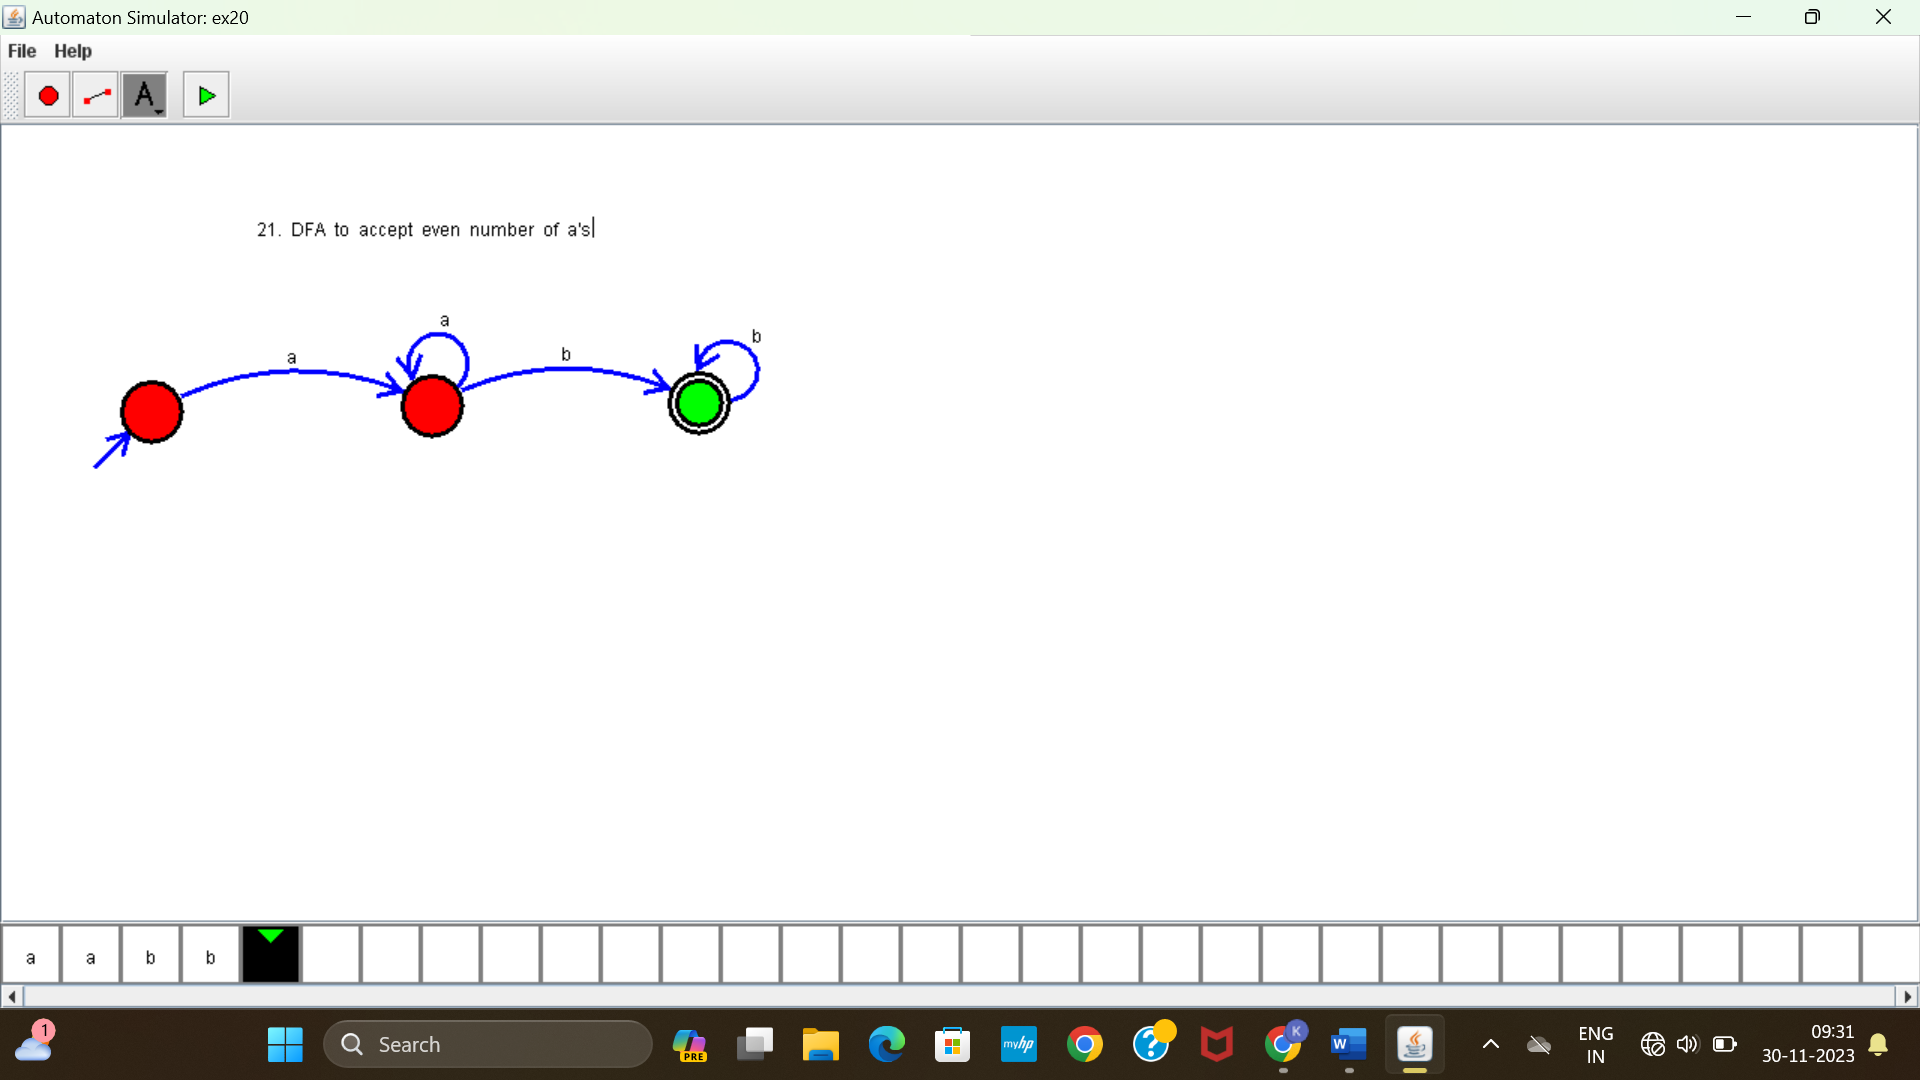 Automaton Simulator: ex20
File Help
A
21. DFA to accept even number of a's
a
b
a
b
a a b b
1
Search
PRE
myhp
?
K
W
ENG
IN
09:31
30-11-2023